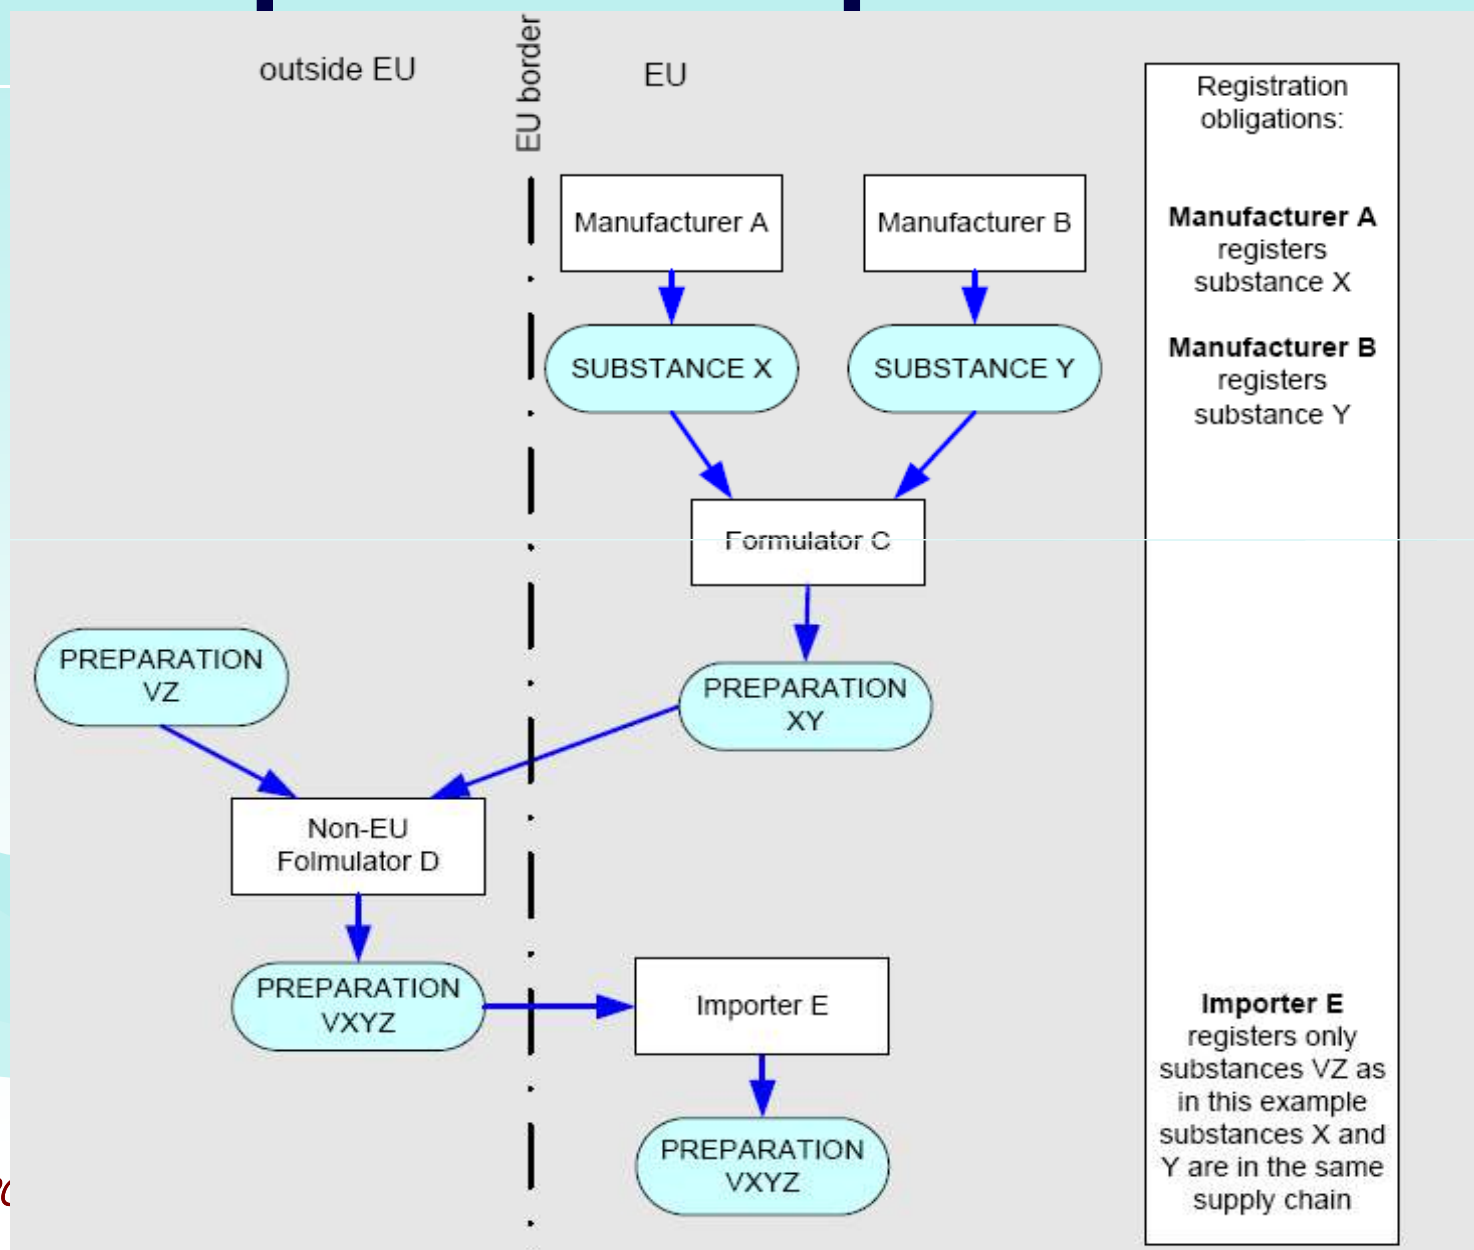 outside EU
EU border
EU
Registration
obligations:
Manufacturer A
Manufacturer B
Manufacturer A
registers
substance X
SUBSTANCE X
SUBSTANCE Y
Manufacturer B
registers
substance Y
Formulator C
PREPARATION
VZ
PREPARATION
XY
Non-EU
Folmulator D
PREPARATION
VXYZ
Importer E
Importer E
registers only
substances VZ as
in this example
substances X and
Y are in the same
supply chain
PREPARATION
VXYZ